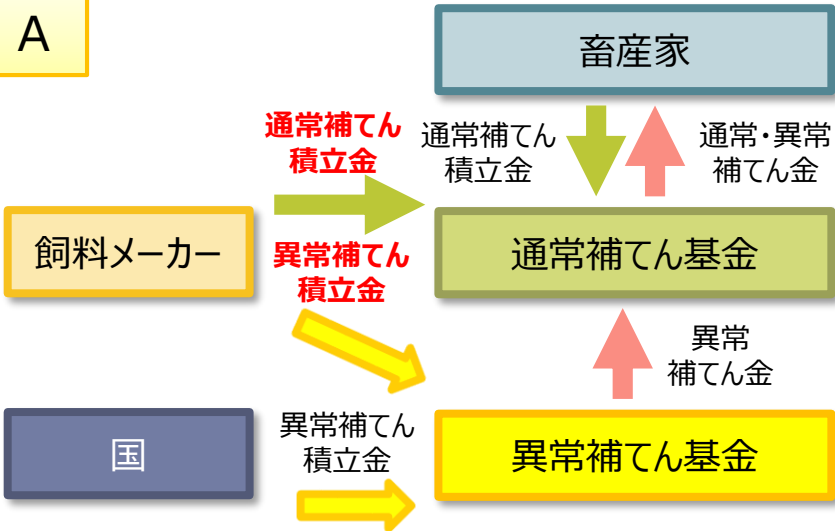 A
畜産家
通常補てん
積立金
通常補てん
積立金
通常・異常
補てん金
飼料メーカー
異常補てん
積立金
通常補てん基金
異常
補てん金
国
異常補てん
積立金
異常補てん基金